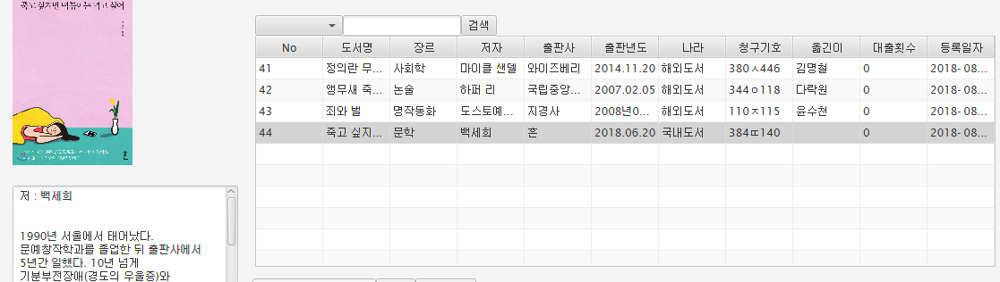 죽고 싶지만 떡볶이는 먹고 싶어
검색
No 도서명 장르 저자 출판사 출판년도 나라 청구기호 옮긴이 대출횟수 등록일자
41 정의란 무... 사회학 마이클 샌델 와이즈베리 2014.11.20 해외도서 380ㅅ446 김명철 0 2018- 08...
42 앵무새 죽... 논술 하퍼 리 국립중앙... 2007.02.05 해외도서 344ㅇ118 다락원 0 2018- 08...
43 죄와 벌 명작동화 도스토예... 지경사 2008년0... 해외도서 110ㅈ115 윤수천 0 2018- 08...
44 죽고 싶지... 문학 백세희 흔 2018.06.20 국내도서 384ㄸ140 0 2018- 08...
저 : 백세희
1990년 서울에서 태어났다.
문예창작학과를 졸업한 뒤 출판사에서
5년간 일했다. 10년 넘게
기분부전장애(경도의 우울증)와